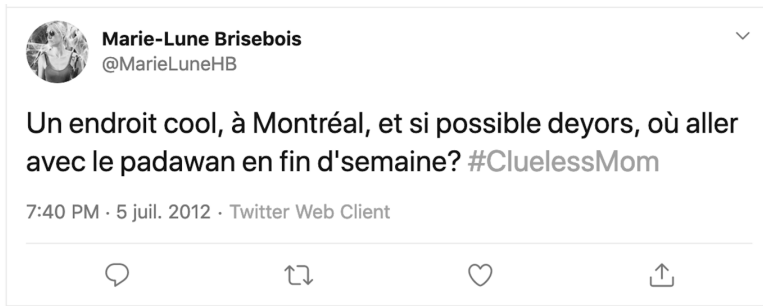 Marie-Lune Brisebois
@MarieLuneHB
Un endroit cool, à Montréal, et si possible deyors, où aller
avec le padawan en fin d'semaine? #CluelessMom
7:40 PM · 5 juil. 2012 · Twitter Web Client